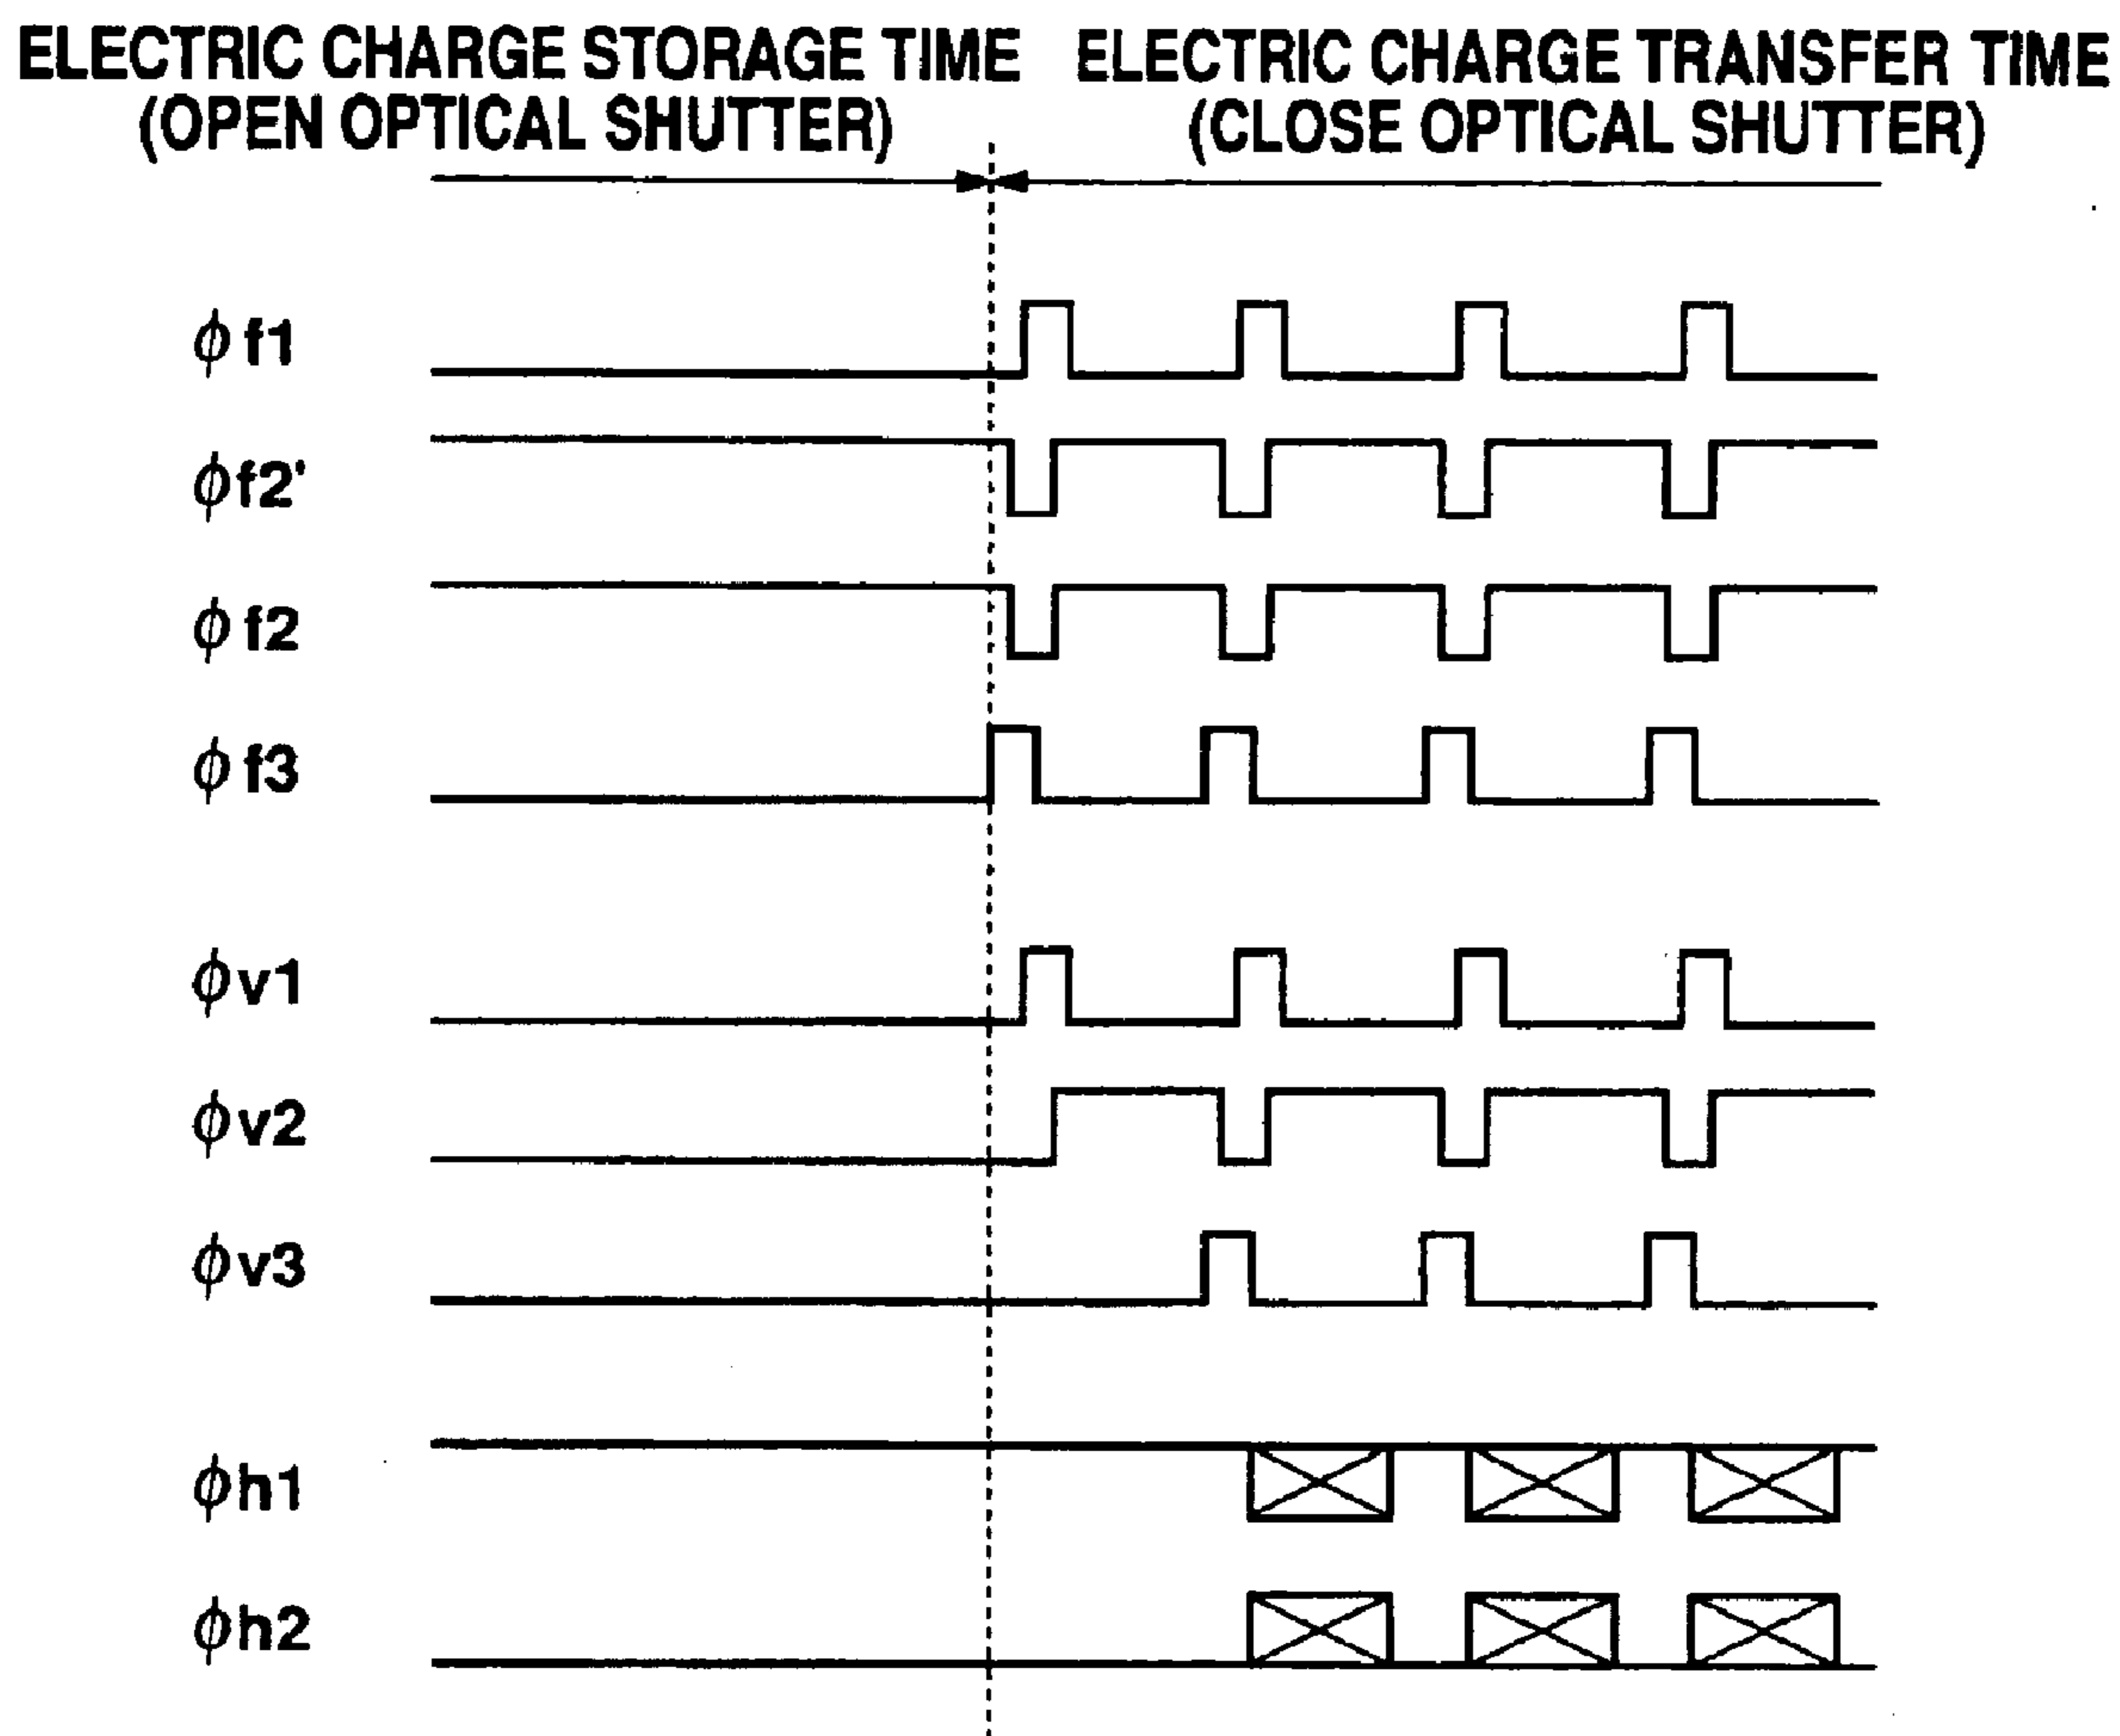 ELECTRIC CHARGE STORAGE TIME
(OPEN OPTICAL SHUTTER)
ELECTRIC CHARGE TRANSFER TIME
(CLOSE OPTICAL SHUTTER)
ϕf1
ϕf2'
ϕf2
ϕf3
ϕv1
ϕv2
ϕv3
ϕh1
ϕh2